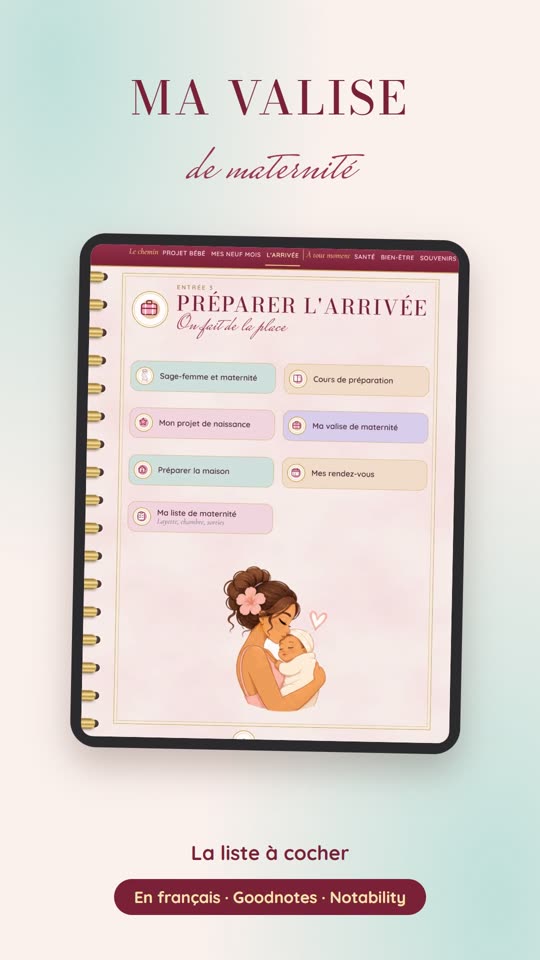 MA VALISE
de maternité
Le chemin PROJET BÉBÉ MES NEUF MOIS L'ARRIVÉE À tout moment SANTÉ BIEN-ÊTRE SOUVENIRS
ENTRÉE 3
PRÉPARER L'ARRIVÉE
On fait de la place
Sage-femme et maternité
Cours de préparation
Mon projet de naissance
Ma valise de maternité
Préparer la maison
Mes rendez-vous
Ma liste de maternité
Layette, chambre, sorties
La liste à cocher
En français · Goodnotes · Notability